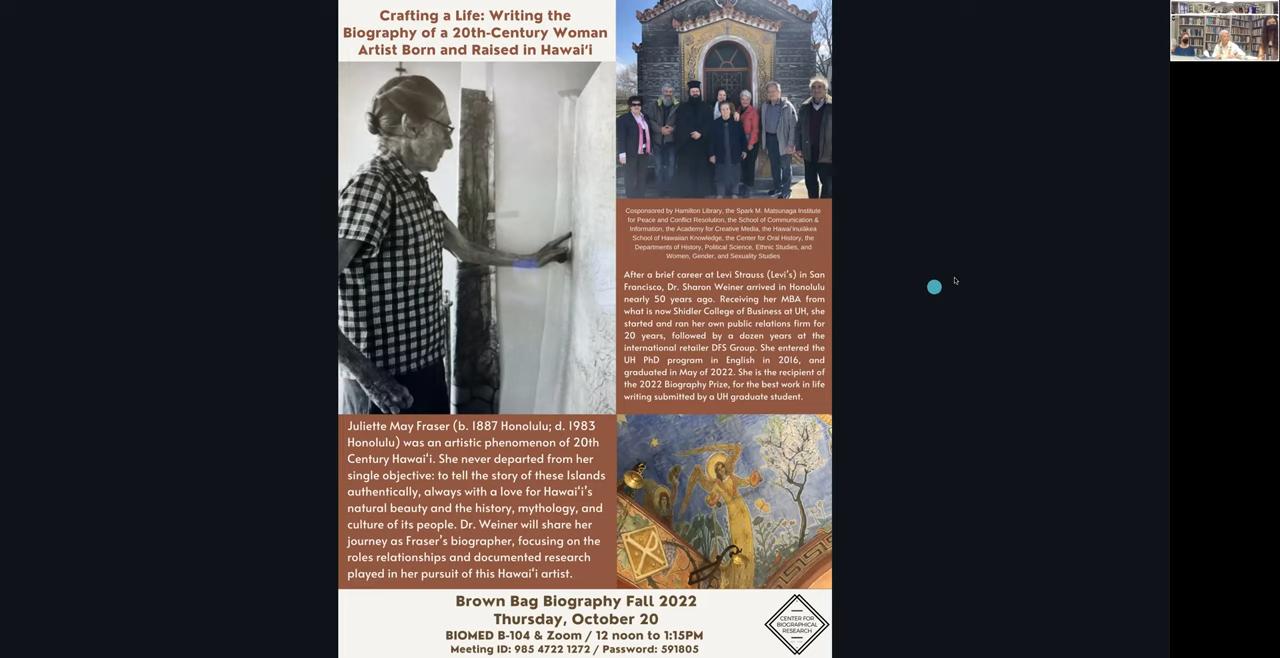 Crafting a Life: Writing the
Biography of a 20th-Century Woman
Artist Born and Raised in Hawaiʻi
Cosponsored by Hamilton Library, the Spark M. Matsunaga Institute
for Peace and Conflict Resolution, the School of Communication &
Information, the Academy for Creative Media, the Hawaiʻinuiākea
School of Hawaiian Knowledge, the Center for Oral History, the
Departments of History, Political Science, Ethnic Studies, and
Women, Gender, and Sexuality Studies
After a brief career at Levi Strauss (Levi's) in San
Francisco, Dr. Sharon Weiner arrived in Honolulu
nearly 50 years ago. Receiving her MBA from
what is now Shidler College of Business at UH, she
started and ran her own public relations firm for
20 years, followed by a dozen years at the
international retailer DFS Group. She entered the
UH PhD program in English in 2016, and
graduated in May of 2022. She is the recipient of
the 2022 Biography Prize, for the best work in life
writing submitted by a UH graduate student.
Juliette May Fraser (b. 1887 Honolulu; d. 1983
Honolulu) was an artistic phenomenon of 20th
Century Hawaiʻi. She never departed from her
single objective: to tell the story of these Islands
authentically, always with a love for Hawaiʻi's
natural beauty and the history, mythology, and
culture of its people. Dr. Weiner will share her
journey as Fraser's biographer, focusing on the
roles relationships and documented research
played in her pursuit of this Hawaiʻi artist.
Brown Bag Biography Fall 2022
Thursday, October 20
BIOMED B-104 & Zoom / 12 noon to 1:15PM
Meeting ID: 985 4722 1272 / Password: 591805
CENTER FOR
BIOGRAPHICAL
RESEARCH